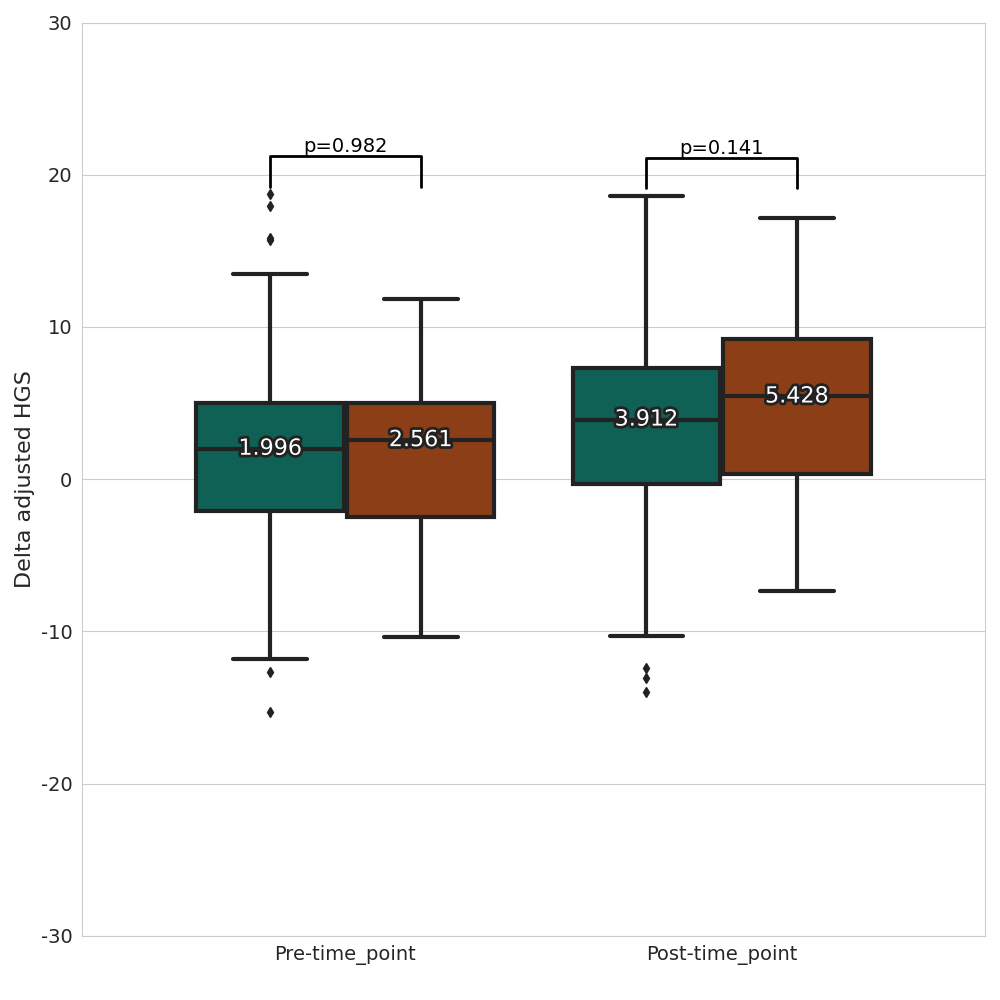 30
20
10
0
-10
-20
-30
Delta adjusted HGS
p=0.982
p=0.141
1.996
2.561
3.912
5.428
Pre-time_point
Post-time_point